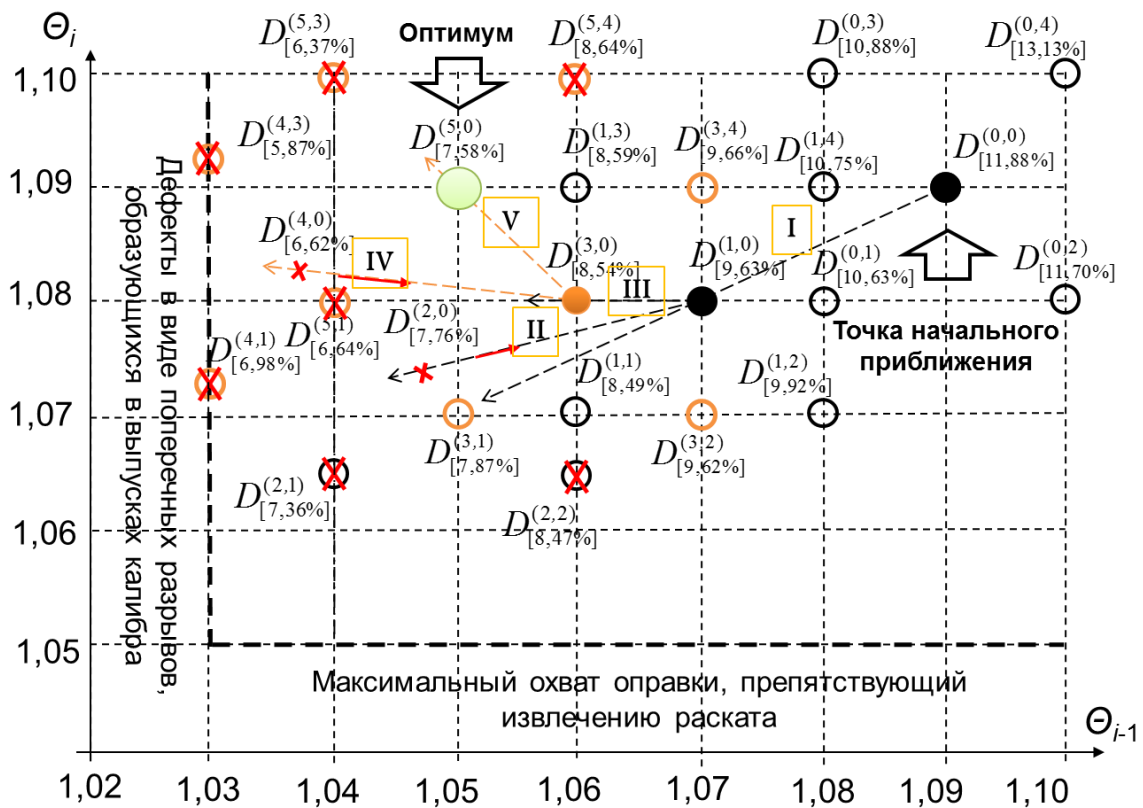 Θi
D(5,3)[6,37%]
Оптимум
D(5,4)[8,64%]
D(0,3)[10,88%]
D(0,4)[13,13%]
1,10
D(4,3)[5,87%]
D(5,0)[7,58%]
D(1,3)[8,59%]
D(3,4)[9,66%]
D(1,4)[10,75%]
D(0,0)[11,88%]
1,09
V
I
D(4,0)[6,62%]
IV
D(3,0)[8,54%]
D(1,0)[9,63%]
D(0,1)[10,63%]
D(0,2)[11,70%]
III
1,08
D(4,1)[6,98%]
D(5,1)[6,64%]
D(2,0)[7,76%]
II
Точка начального
приближения
D(1,1)[8,49%]
D(1,2)[9,92%]
1,07
D(3,1)[7,87%]
D(3,2)[9,62%]
D(2,1)[7,36%]
D(2,2)[8,47%]
1,06
Дефекты в виде поперечных разрывов,
образующихся в выпусках калибра
1,05
Максимальный охват оправки, препятствующий
извлечению раската
Θi-1
1,02 1,03 1,04 1,05 1,06 1,07 1,08 1,09 1,10